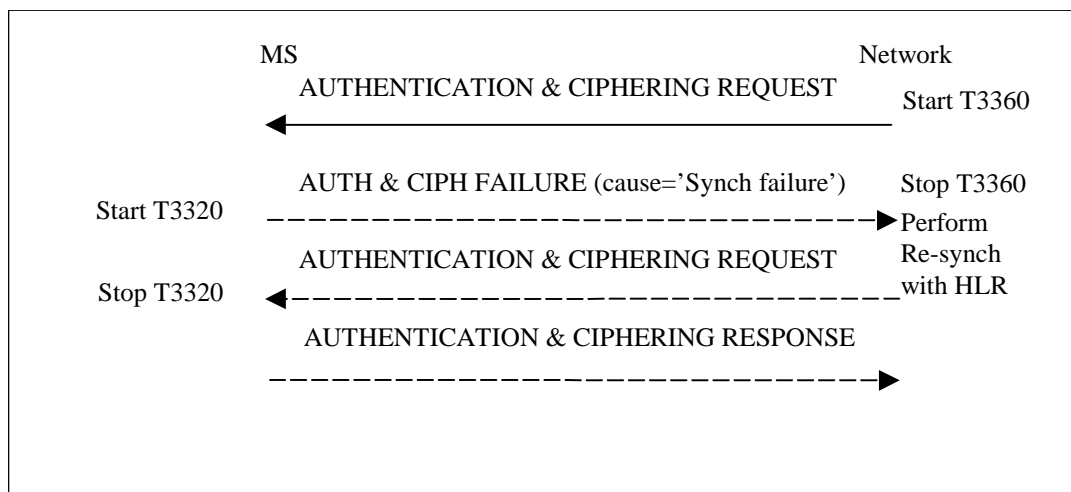 MS
Network
AUTHENTICATION & CIPHERING REQUEST
Start T3360
AUTH & CIPH FAILURE (cause=’Synch failure’)
Stop T3360
Start T3320
Perform
Re-synch
with HLR
AUTHENTICATION & CIPHERING REQUEST
Stop T3320
AUTHENTICATION & CIPHERING RESPONSE